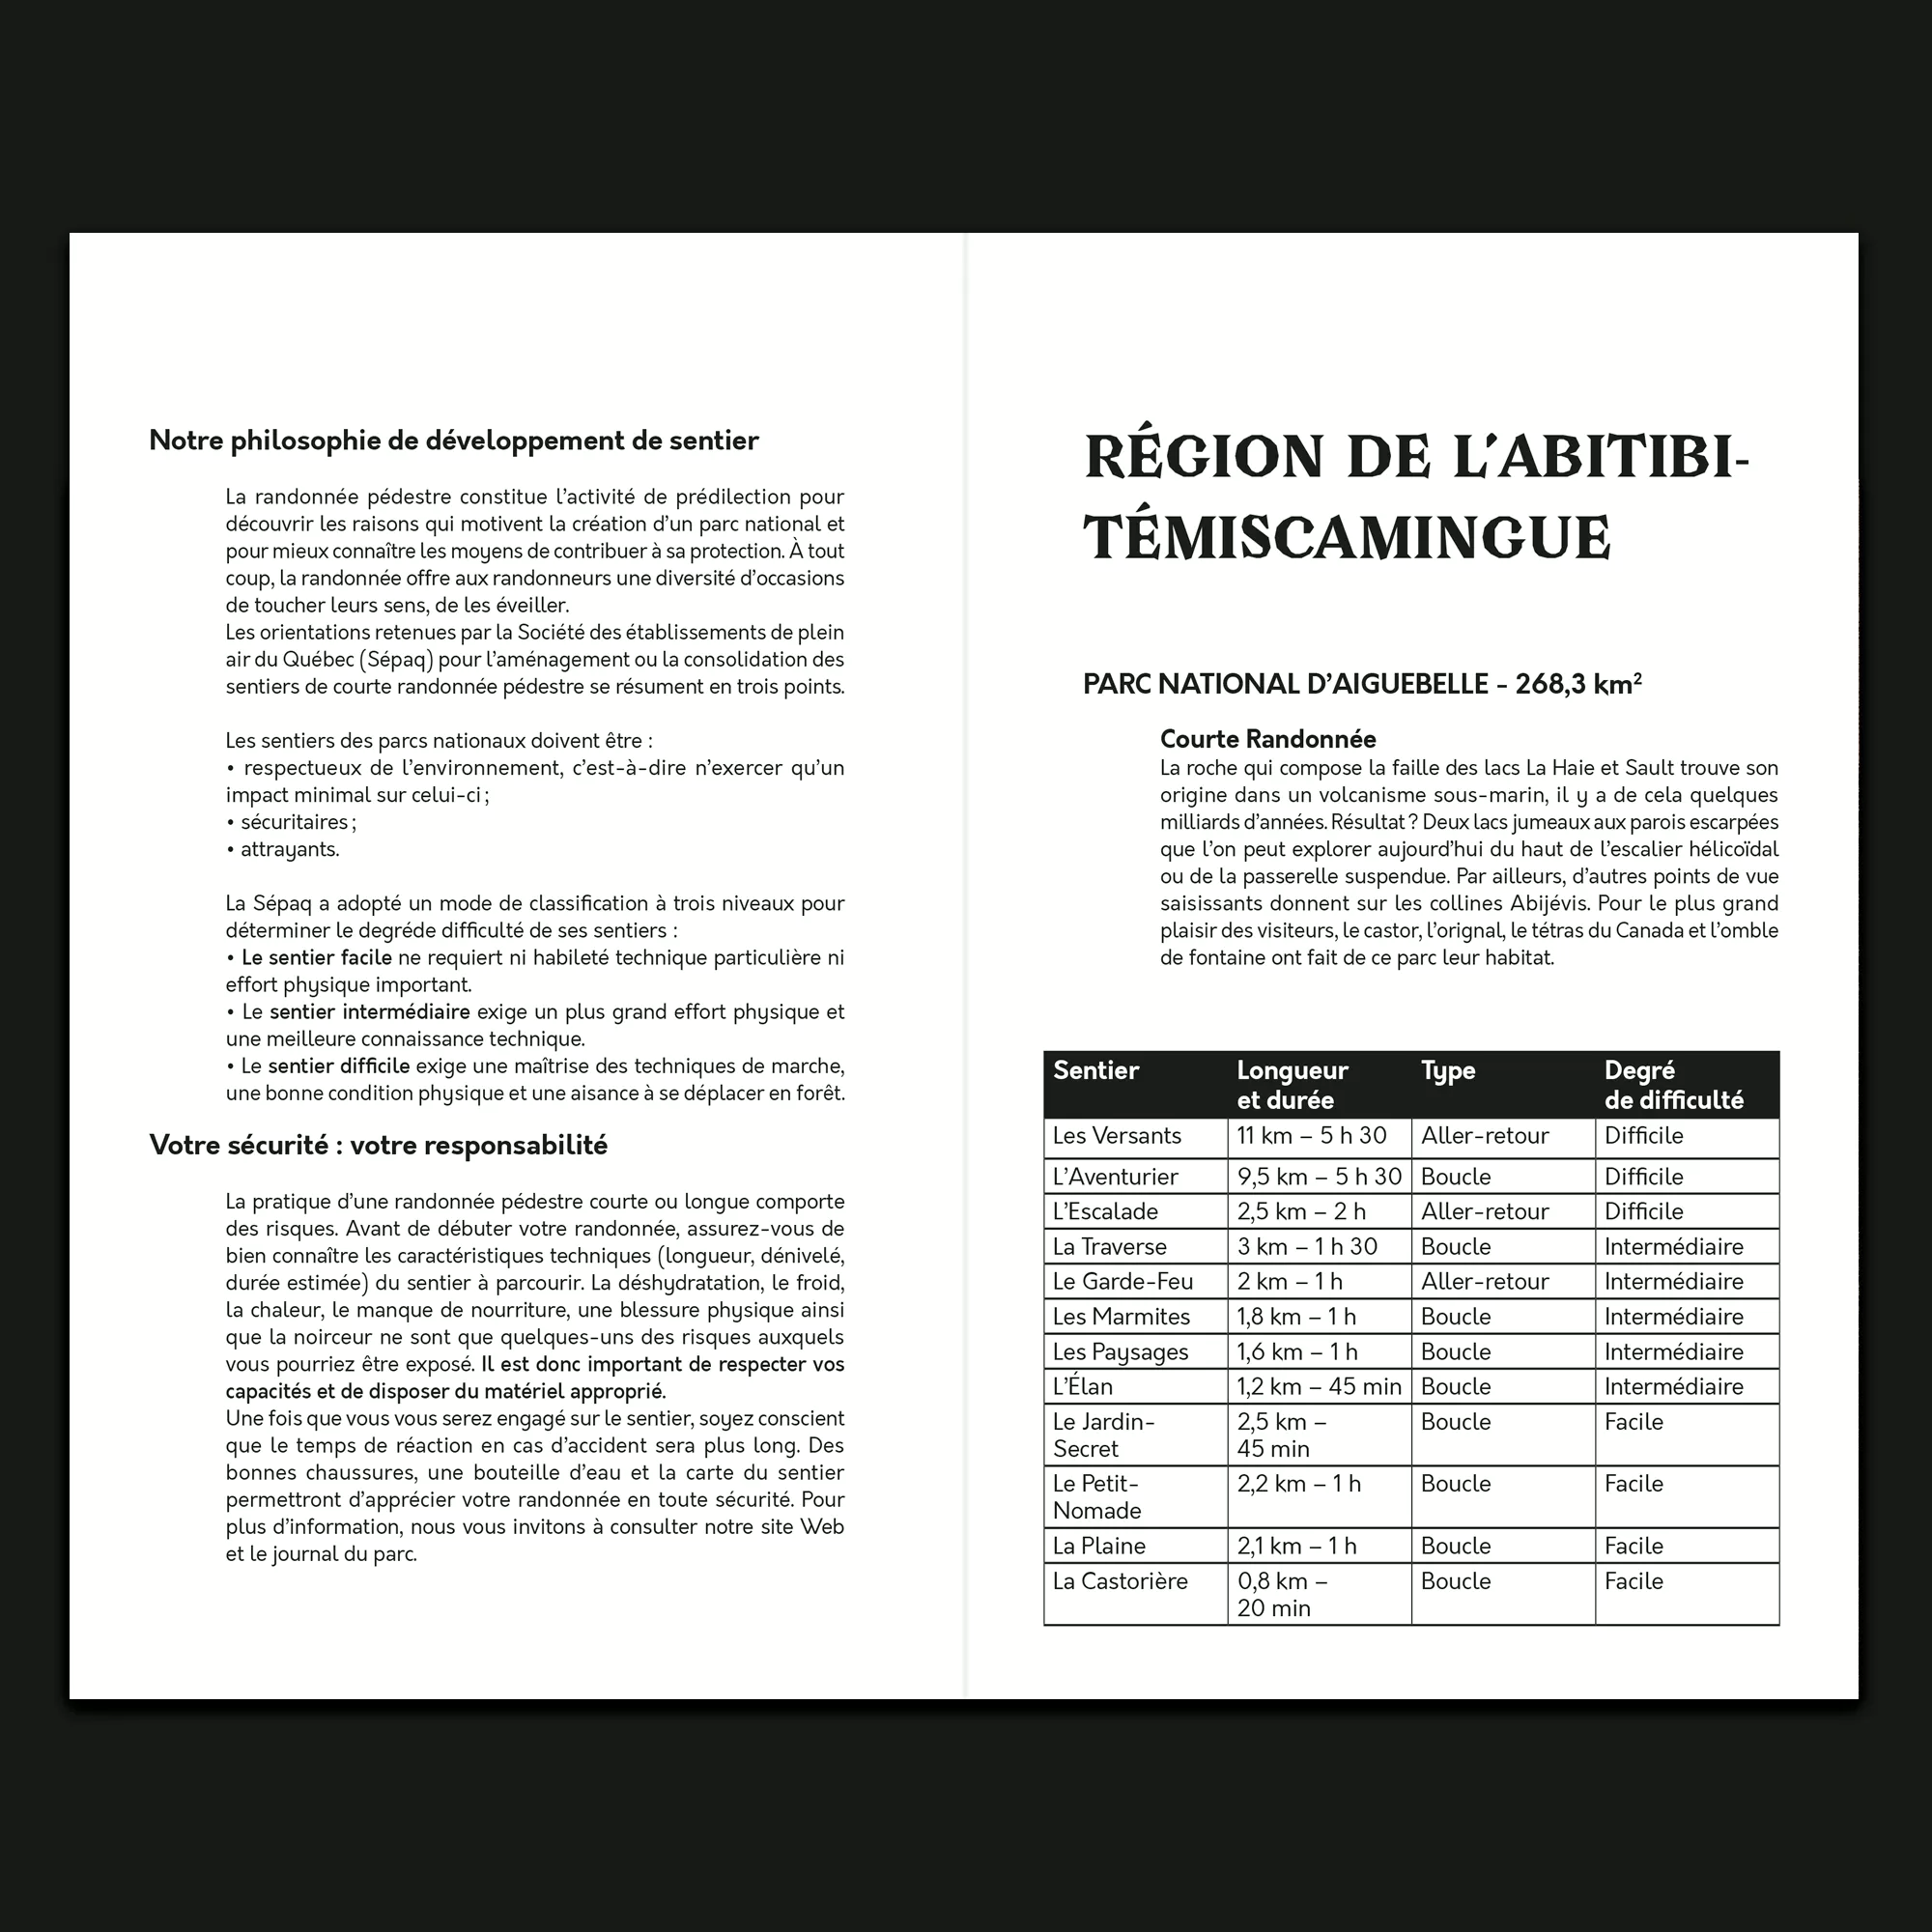 Notre philosophie de développement de sentier
La randonnée pédestre constitue l'activité de prédilection pour
découvrir les raisons qui motivent la création d'un parc national et
pour mieux connaître les moyens de contribuer à sa protection. À tout
coup, la randonnée offre aux randonneurs une diversité d'occasions
de toucher leurs sens, de les éveiller.
Les orientations retenues par la Société des établissements de plein
air du Québec (Sépaq) pour l'aménagement ou la consolidation des
sentiers de courte randonnée pédestre se résument en trois points.
Les sentiers des parcs nationaux doivent être :
• respectueux de l'environnement, c'est-à-dire n'exercer qu'un
impact minimal sur celui-ci ;
• sécuritaires ;
• attrayants.
La Sépaq a adopté un mode de classification à trois niveaux pour
déterminer le degréde difficulté de ses sentiers :
• Le sentier facile ne requiert ni habileté technique particulière ni
effort physique important.
• Le sentier intermédiaire exige un plus grand effort physique et
une meilleure connaissance technique.
• Le sentier difficile exige une maîtrise des techniques de marche,
une bonne condition physique et une aisance à se déplacer en forêt.
Votre sécurité : votre responsabilité
La pratique d'une randonnée pédestre courte ou longue comporte
des risques. Avant de débuter votre randonnée, assurez-vous de
bien connaître les caractéristiques techniques (longueur, dénivelé,
durée estimée) du sentier à parcourir. La déshydratation, le froid,
la chaleur, le manque de nourriture, une blessure physique ainsi
que la noirceur ne sont que quelques-uns des risques auxquels
vous pourriez être exposé. Il est donc important de respecter vos
capacités et de disposer du matériel approprié.
Une fois que vous vous serez engagé sur le sentier, soyez conscient
que le temps de réaction en cas d'accident sera plus long. Des
bonnes chaussures, une bouteille d'eau et la carte du sentier
permettront d'apprécier votre randonnée en toute sécurité. Pour
plus d'information, nous vous invitons à consulter notre site Web
et le journal du parc.
RÉGION DE L'ABITIBI-
TÉMISCAMINGUE
PARC NATIONAL D'AIGUEBELLE - 268,3 km²
Courte Randonnée
La roche qui compose la faille des lacs La Haie et Sault trouve son
origine dans un volcanisme sous-marin, il y a de cela quelques
milliards d'années. Résultat ? Deux lacs jumeaux aux parois escarpées
que l'on peut explorer aujourd'hui du haut de l'escalier hélicoïdal
ou de la passerelle suspendue. Par ailleurs, d'autres points de vue
saisissants donnent sur les collines Abijévis. Pour le plus grand
plaisir des visiteurs, le castor, l'orignal, le tétras du Canada et l'omble
de fontaine ont fait de ce parc leur habitat.
Sentier Longueur et durée Type Degré de difficulté
Les Versants 11 km – 5 h 30 Aller-retour Difficile
L'Aventurier 9,5 km – 5 h 30 Boucle Difficile
L'Escalade 2,5 km – 2 h Aller-retour Difficile
La Traverse 3 km – 1 h 30 Boucle Intermédiaire
Le Garde-Feu 2 km – 1 h Aller-retour Intermédiaire
Les Marmites 1,8 km – 1 h Boucle Intermédiaire
Les Paysages 1,6 km – 1 h Boucle Intermédiaire
L'Élan 1,2 km – 45 min Boucle Intermédiaire
Le Jardin-Secret 2,5 km – 45 min Boucle Facile
Le Petit-Nomade 2,2 km – 1 h Boucle Facile
La Plaine 2,1 km – 1 h Boucle Facile
La Castorière 0,8 km – 20 min Boucle Facile